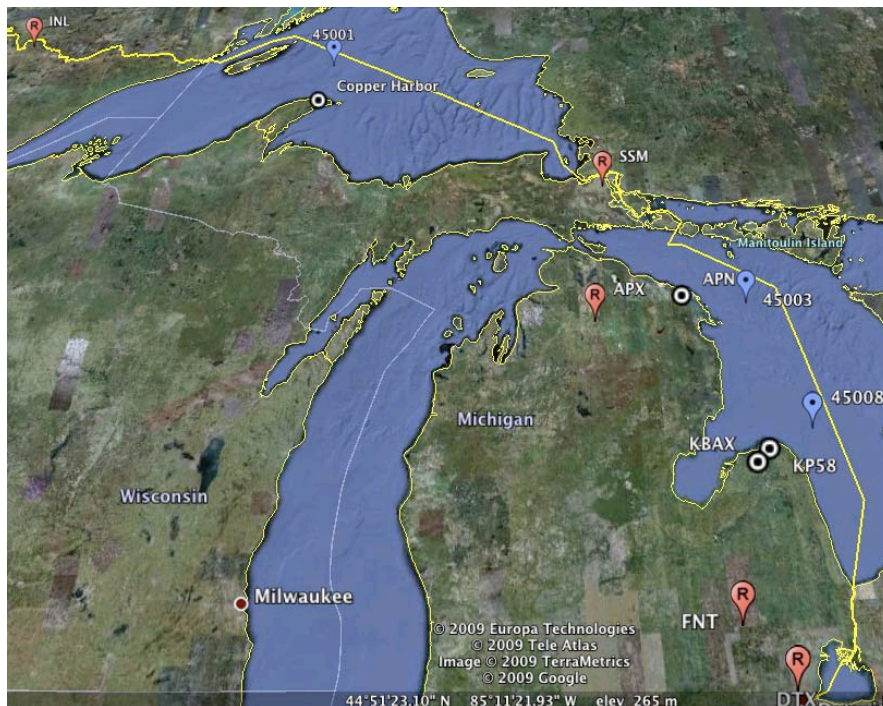 R
INL
45001
Copper Harbor
R
SSM
Manitoulin Island
APN
45003
R
APX
45008
Michigan
KBAX
KP58
Wisconsin
Milwaukee
R
FNT
© 2009 Europa Technologies
© 2009 Tele Atlas
Image © 2009 TerraMetrics
© 2009 Google
R
DTX
44°51'23.10" N 85°11'21.93" W elev 265 m